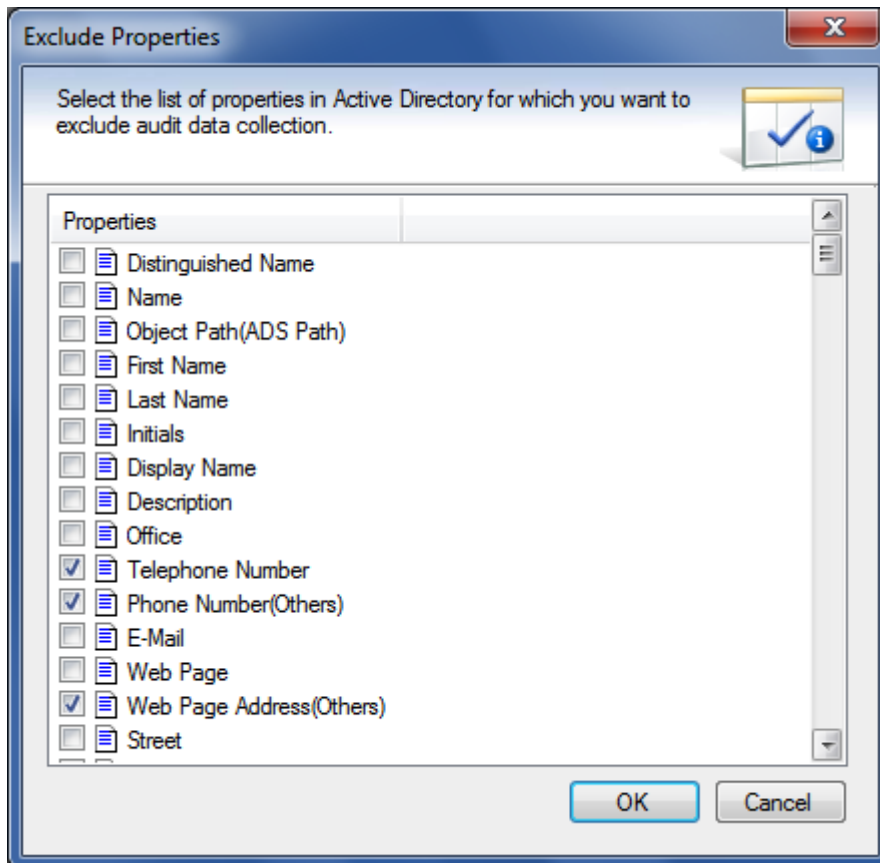 Exclude Properties
Select the list of properties in Active Directory for which you want to
exclude audit data collection.
Properties
Distinguished Name
Name
Object Path(ADS Path)
First Name
Last Name
Initials
Display Name
Description
Office
Telephone Number
Phone Number(Others)
E-Mail
Web Page
Web Page Address(Others)
Street
OK
Cancel